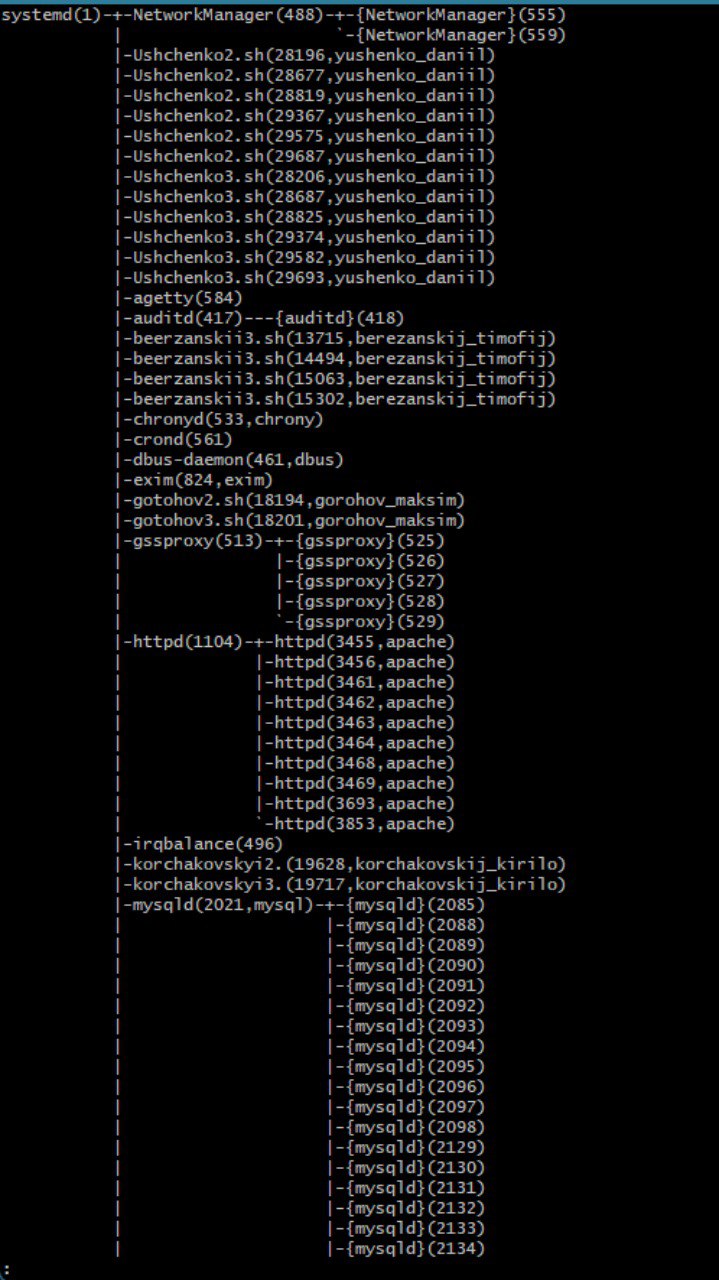 systemd(1)-+-NetworkManager(488)-+-{NetworkManager}(555)
           |                     `-{NetworkManager}(559)
           |-Ushchenko2.sh(28196,yushenko_daniil)
           |-Ushchenko2.sh(28677,yushenko_daniil)
           |-Ushchenko2.sh(28819,yushenko_daniil)
           |-Ushchenko2.sh(29367,yushenko_daniil)
           |-Ushchenko2.sh(29575,yushenko_daniil)
           |-Ushchenko2.sh(29687,yushenko_daniil)
           |-Ushchenko3.sh(28206,yushenko_daniil)
           |-Ushchenko3.sh(28687,yushenko_daniil)
           |-Ushchenko3.sh(28825,yushenko_daniil)
           |-Ushchenko3.sh(29374,yushenko_daniil)
           |-Ushchenko3.sh(29582,yushenko_daniil)
           |-Ushchenko3.sh(29693,yushenko_daniil)
           |-agetty(584)
           |-auditd(417)---{auditd}(418)
           |-beerzanskii3.sh(13715,berezanskij_timofij)
           |-beerzanskii3.sh(14494,berezanskij_timofij)
           |-beerzanskii3.sh(15063,berezanskij_timofij)
           |-beerzanskii3.sh(15302,berezanskij_timofij)
           |-chronyd(533,chrony)
           |-crond(561)
           |-dbus-daemon(461,dbus)
           |-exim(824,exim)
           |-gotohov2.sh(18194,gorohov_maksim)
           |-gotohov3.sh(18201,gorohov_maksim)
           |-gssproxy(513)-+-{gssproxy}(525)
           |               |-{gssproxy}(526)
           |               |-{gssproxy}(527)
           |               |-{gssproxy}(528)
           |               `-{gssproxy}(529)
           |-httpd(1104)-+-httpd(3455,apache)
           |             |-httpd(3456,apache)
           |             |-httpd(3461,apache)
           |             |-httpd(3462,apache)
           |             |-httpd(3463,apache)
           |             |-httpd(3464,apache)
           |             |-httpd(3468,apache)
           |             |-httpd(3469,apache)
           |             |-httpd(3693,apache)
           |             `-httpd(3853,apache)
           |-irqbalance(496)
           |-korchakovskyi2.(19628,korchakovskij_kirilo)
           |-korchakovskyi3.(19717,korchakovskij_kirilo)
           |-mysqld(2021,mysql)-+-{mysqld}(2085)
           |                    |-{mysqld}(2088)
           |                    |-{mysqld}(2089)
           |                    |-{mysqld}(2090)
           |                    |-{mysqld}(2091)
           |                    |-{mysqld}(2092)
           |                    |-{mysqld}(2093)
           |                    |-{mysqld}(2094)
           |                    |-{mysqld}(2095)
           |                    |-{mysqld}(2096)
           |                    |-{mysqld}(2097)
           |                    |-{mysqld}(2098)
           |                    |-{mysqld}(2129)
           |                    |-{mysqld}(2130)
           |                    |-{mysqld}(2131)
           |                    |-{mysqld}(2132)
           |                    |-{mysqld}(2133)
           |                    |-{mysqld}(2134)
: